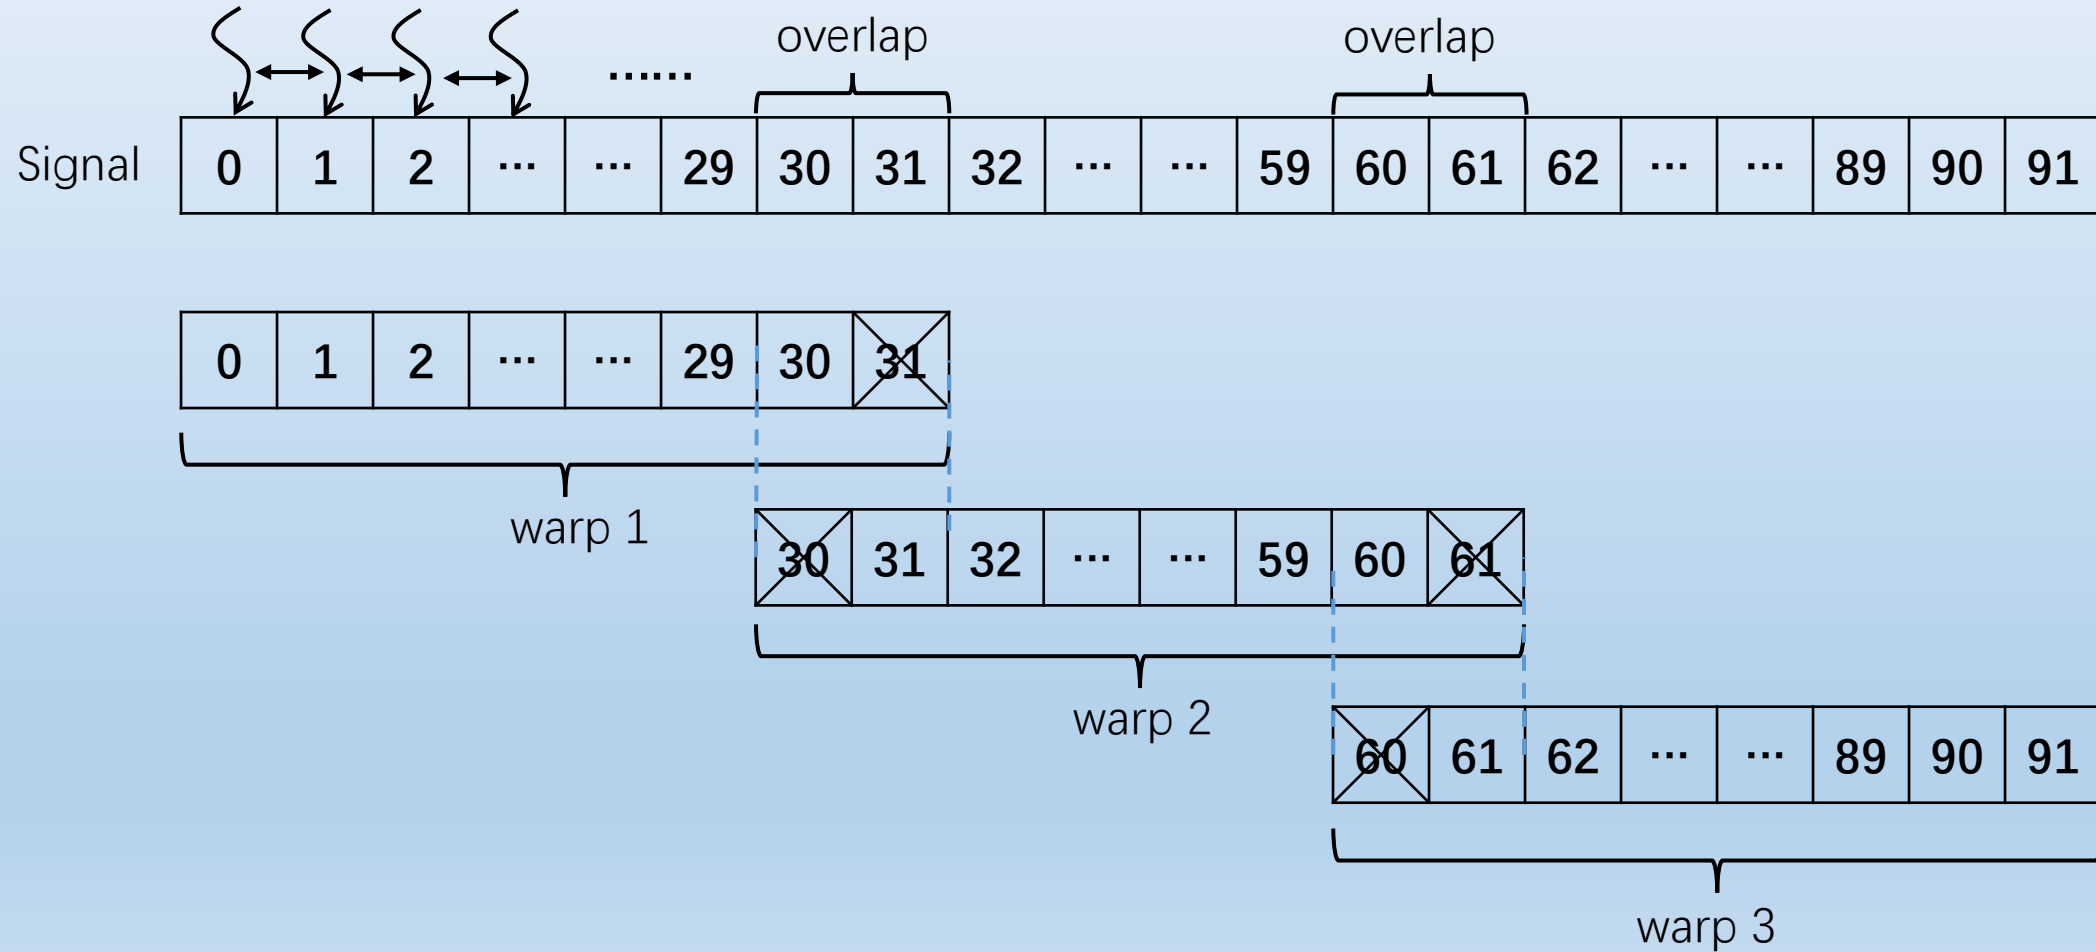 overlap overlap
......
Signal 0 1 2 ... ... 29 30 31 32 ... ... 59 60 61 62 ... ... 89 90 91
0 1 2 ... ... 29 30 31
warp 1
30 31 32 ... ... 59 60 61
warp 2
60 61 62 ... ... 89 90 91
warp 3